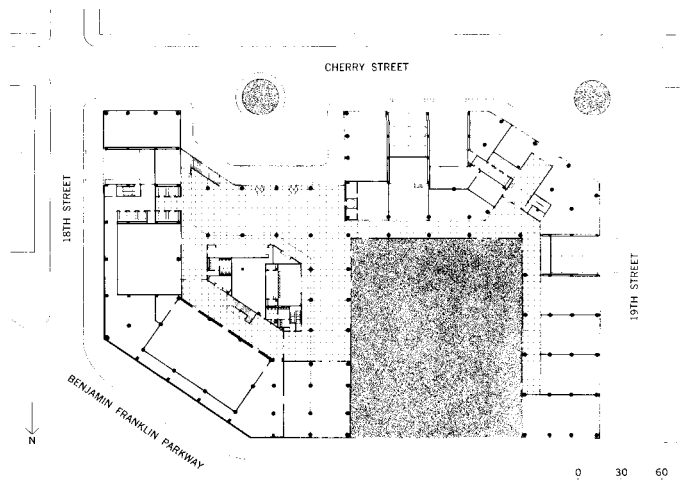 CHERRY STREET
18TH STREET
19TH STREET
BENJAMIN FRANKLIN PARKWAY
N
0 30 60